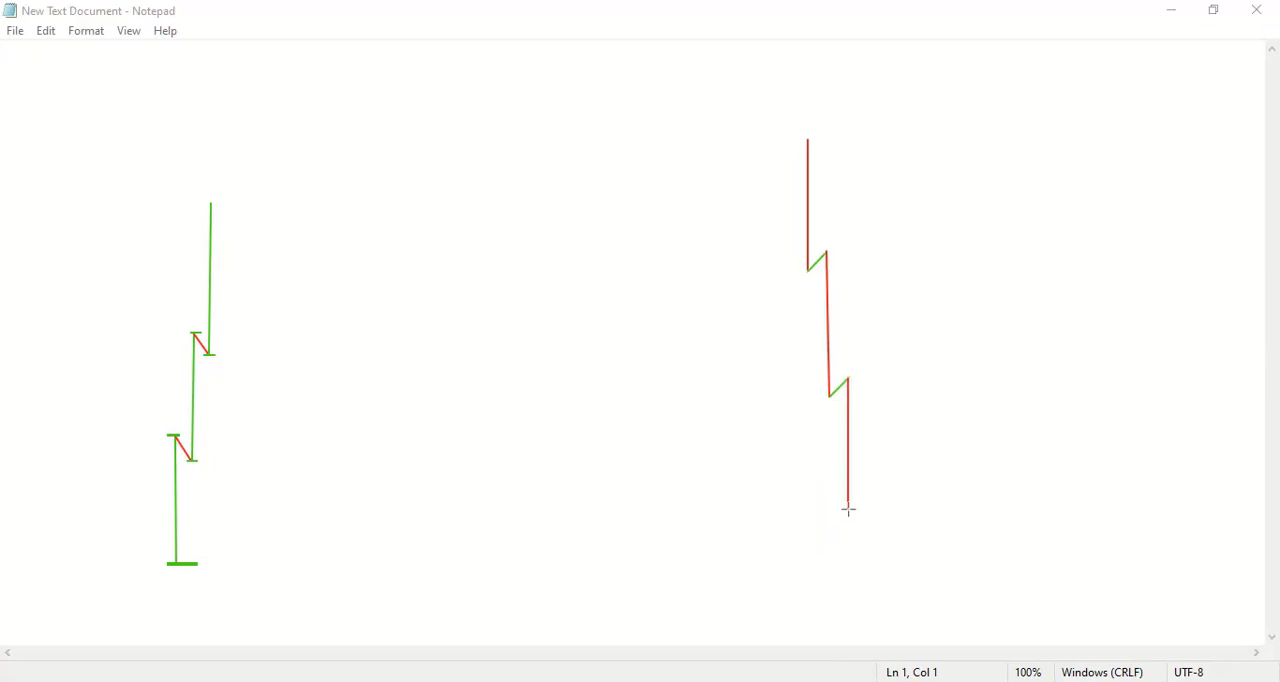 New Text Document - Notepad
File Edit Format View Help
Ln 1, Col 1 100% Windows (CRLF) UTF-8